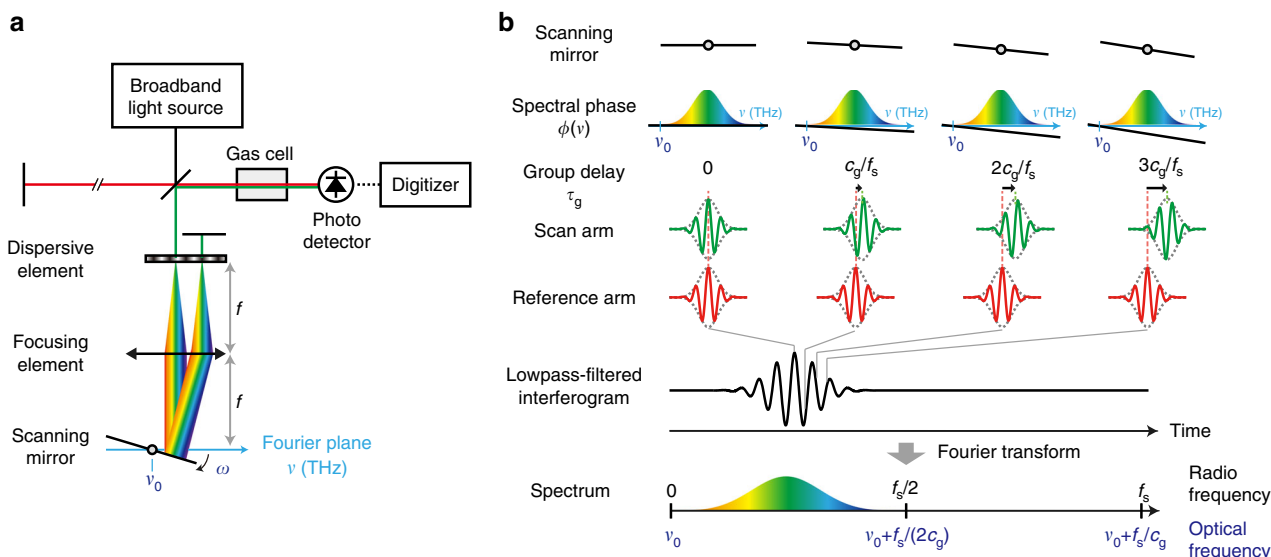 a
Broadband
light source
Gas cell
Digitizer
Photo
detector
Dispersive
element
f
Focusing
element
f
Scanning
mirror
Fourier plane
ν (THz)
ω
ν0
b
Scanning
mirror
Spectral phase
ϕ(ν)
ν (THz)
ν (THz)
ν (THz)
ν (THz)
ν0
ν0
ν0
ν0
Group delay
τg
0
cg/fs
2cg/fs
3cg/fs
Scan arm
Reference arm
Lowpass-filtered
interferogram
Time
Fourier transform
Spectrum
0
fs/2
fs
Radio
frequency
ν0
ν0+fs/(2cg)
ν0+fs/cg
Optical
frequency